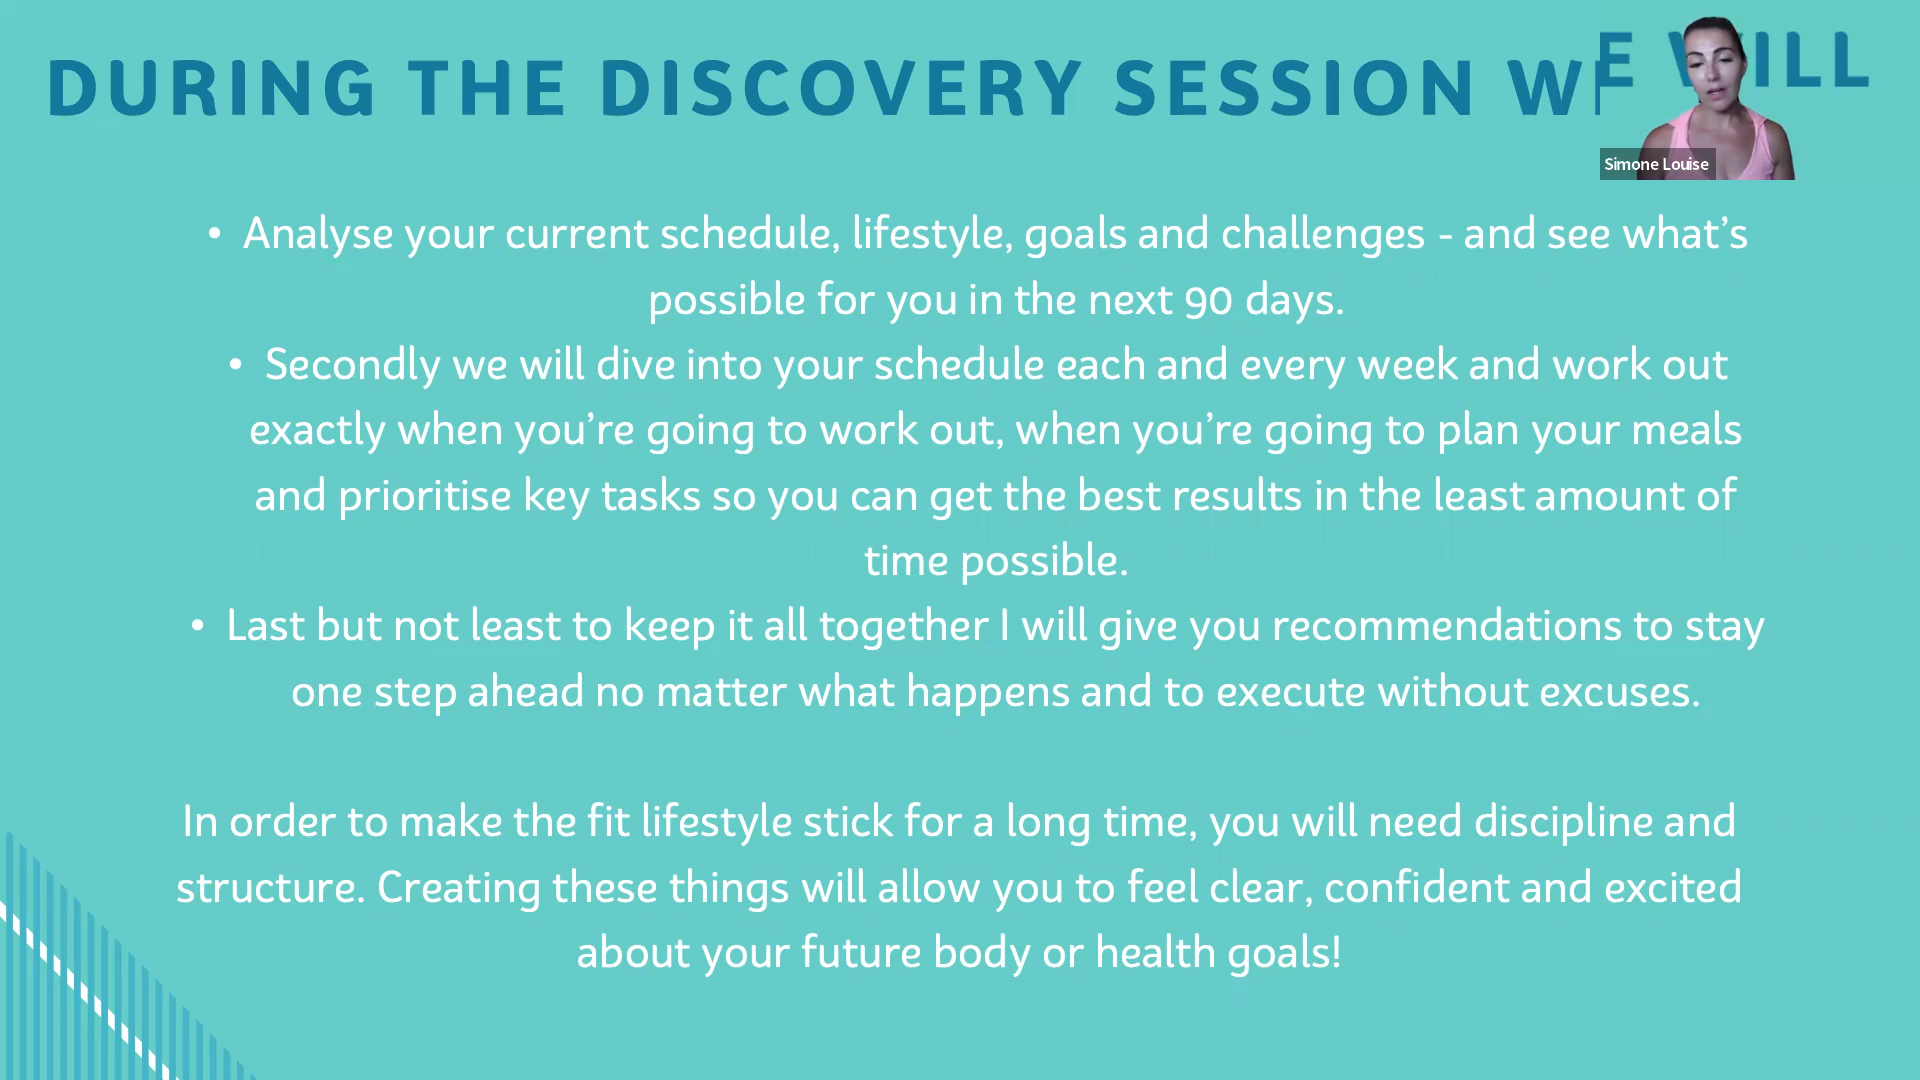 DURING THE DISCOVERY SESSION WE WILL
Simone Louise
• Analyse your current schedule, lifestyle, goals and challenges - and see what’s
possible for you in the next 90 days.
• Secondly we will dive into your schedule each and every week and work out
exactly when you’re going to work out, when you’re going to plan your meals
and prioritise key tasks so you can get the best results in the least amount of
time possible.
• Last but not least to keep it all together I will give you recommendations to stay
one step ahead no matter what happens and to execute without excuses.
In order to make the fit lifestyle stick for a long time, you will need discipline and
structure. Creating these things will allow you to feel clear, confident and excited
about your future body or health goals!